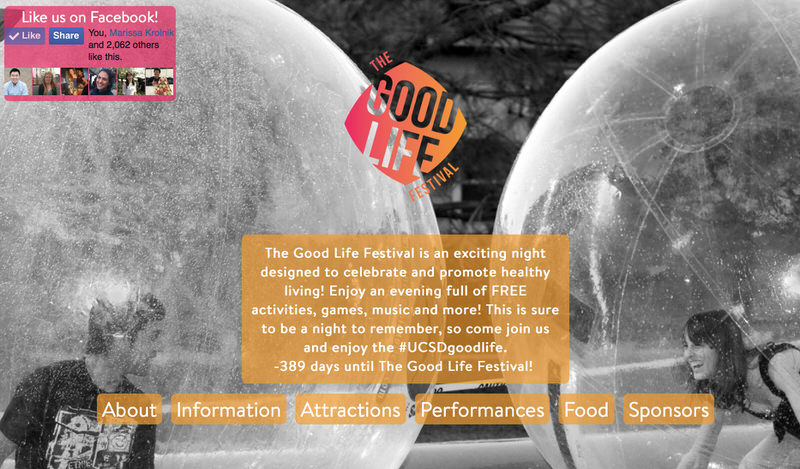 Like us on Facebook!
Like Share
You, Marissa Krolnik
and 2,062 others
like this.
THE
GOOD
LIFE
FESTIVAL
The Good Life Festival is an exciting night
designed to celebrate and promote healthy
living! Enjoy an evening full of FREE
activities, games, music and more! This is sure
to be a night to remember, so come join us
and enjoy the #UCSDgoodlife.
-389 days until The Good Life Festival!
About Information Attractions Performances Food Sponsors